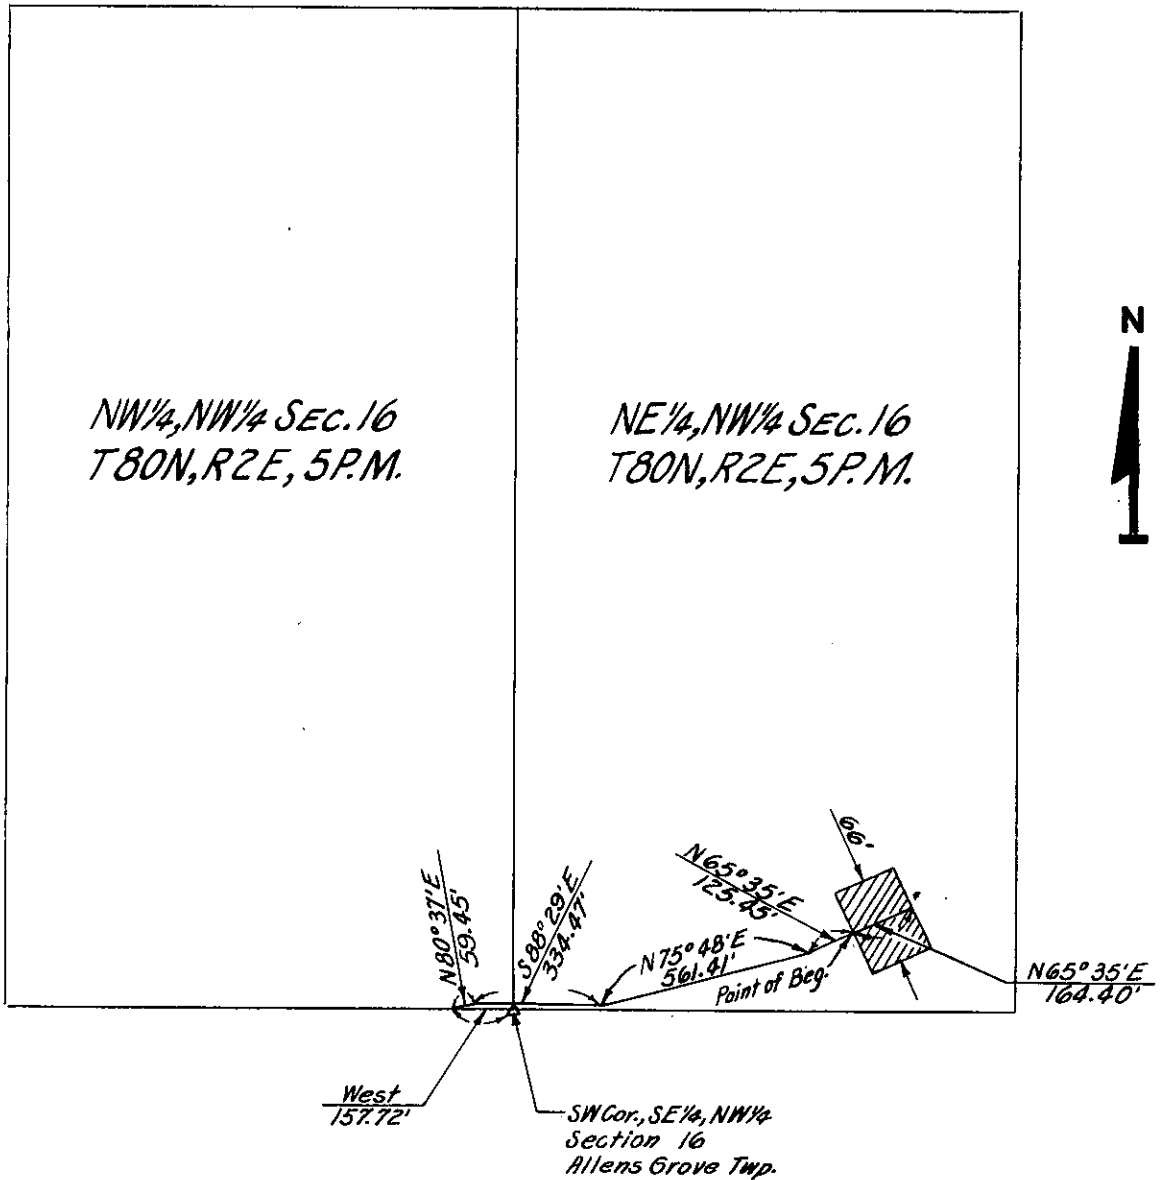 N
NW¼,NW¼ SEC.16
T80N,R2E,5P.M.
NE¼,NW¼ SEC.16
T80N,R2E,5P.M.
66'
N65°35'E
125.45'
N80°37'E
59.45'
S88°29'E
334.47'
N75°48'E
561.41'
Point of Beg.
N65°35'E
164.40'
West
157.72'
SW Cor.,SE¼,NW¼
Section 16
Allens Grove Twp.